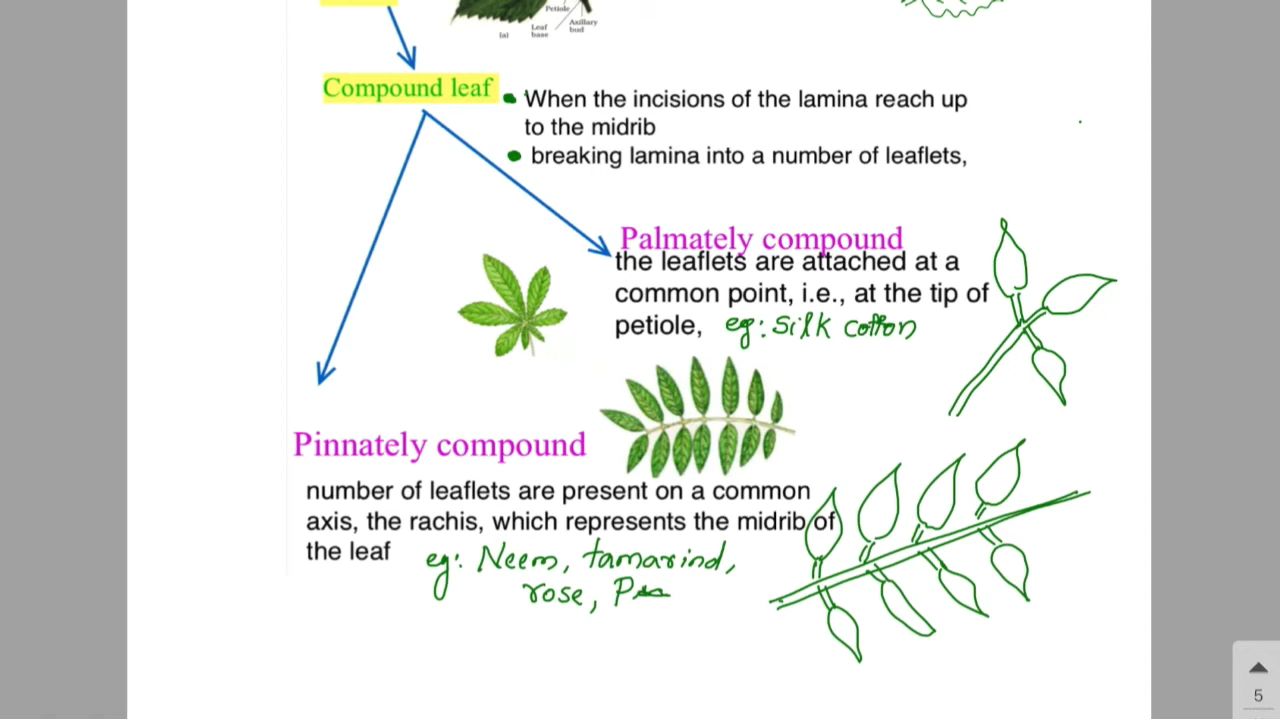 Petiole
Axillary
bud
Leaf
base
(a)
Compound leaf
When the incisions of the lamina reach up
to the midrib
breaking lamina into a number of leaflets,
Palmately compound
the leaflets are attached at a
common point, i.e., at the tip of
petiole, eg: Silk cotton
Pinnately compound
number of leaflets are present on a common
axis, the rachis, which represents the midrib of
the leaf eg: Neem, tamarind,
rose,
5